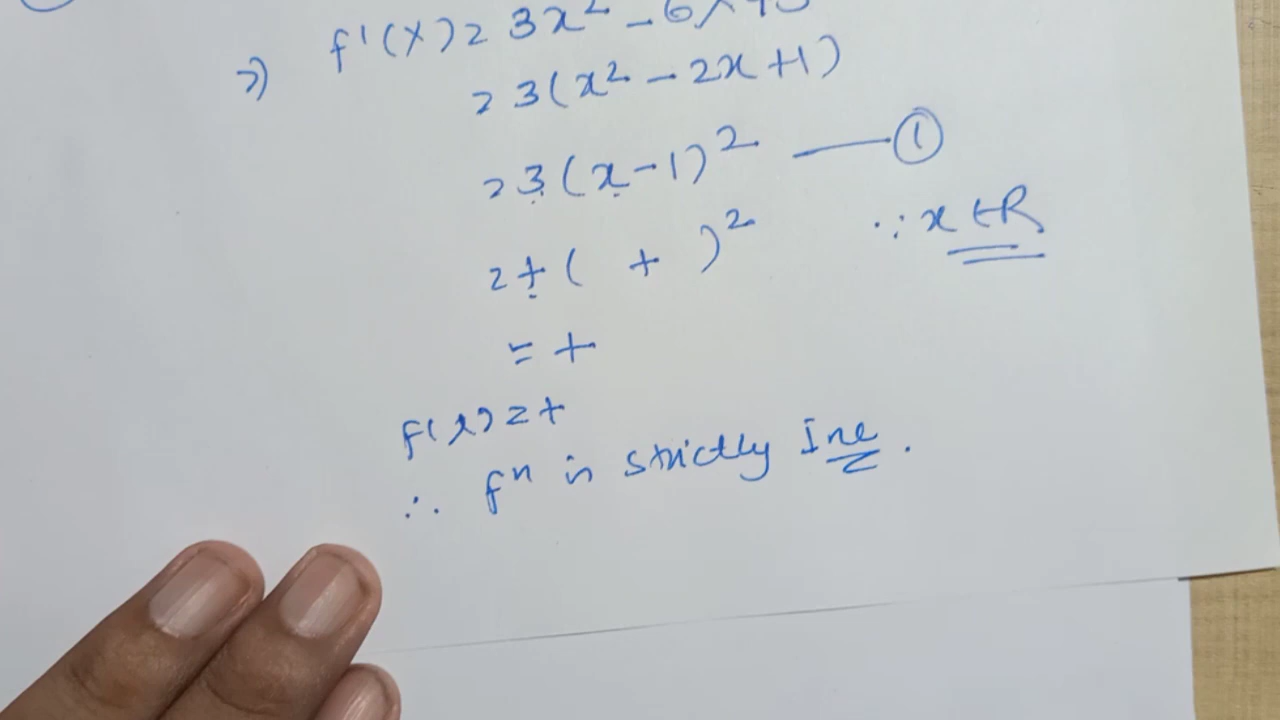 ⇒ f'(x) = 3x² - 6x + 3
= 3(x² - 2x + 1)
= 3(x - 1)² —— ①
= + ( + )² ∵ x ∈ R
= +
f'(x) = +
∴ fⁿ is strictly Inc.